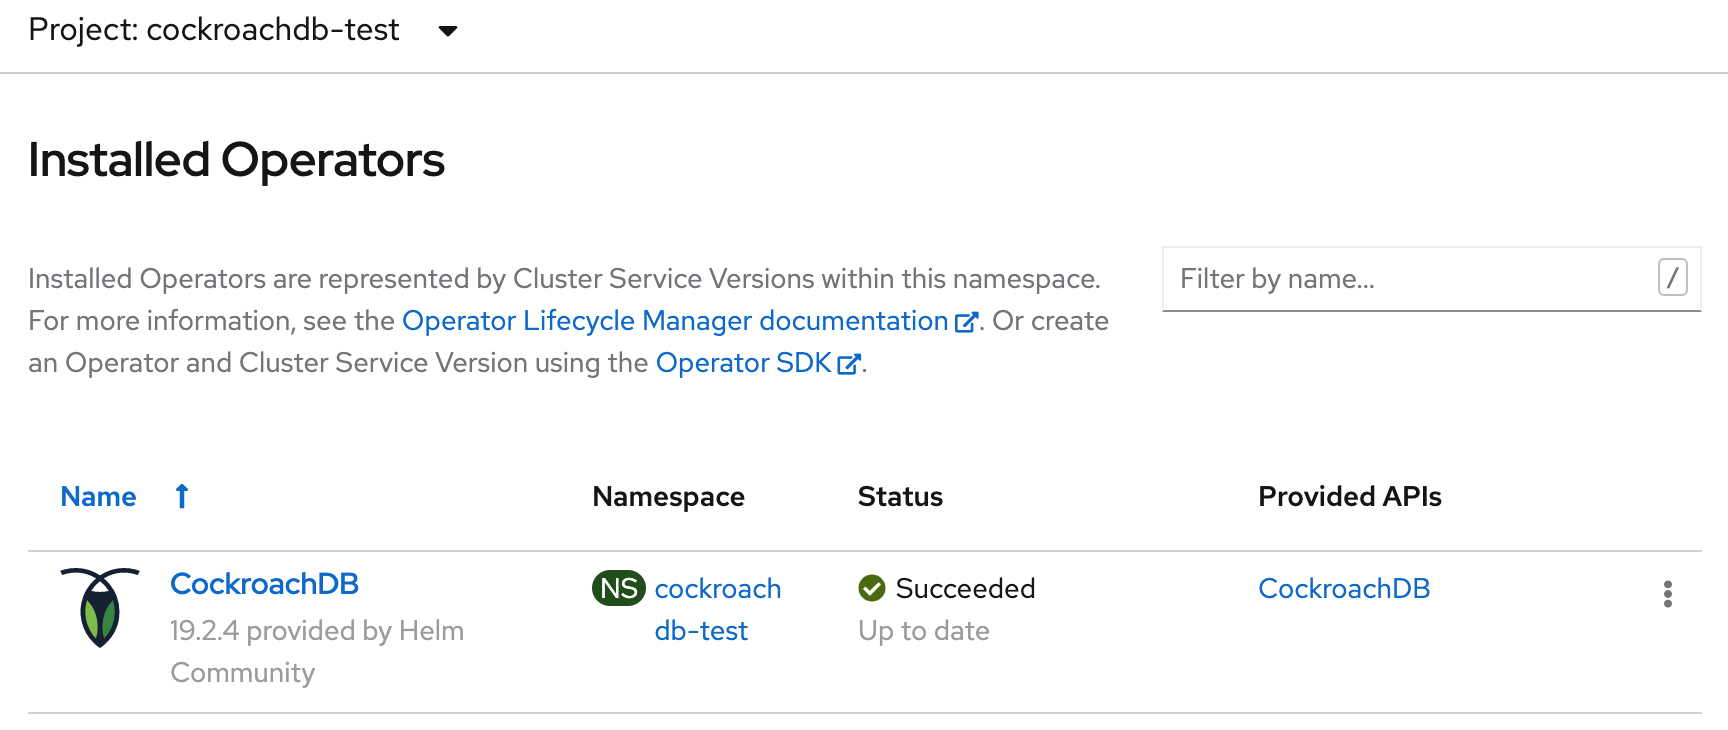 Project: cockroachdb-test
Installed Operators
Installed Operators are represented by Cluster Service Versions within this namespace.
For more information, see the Operator Lifecycle Manager documentation. Or create
an Operator and Cluster Service Version using the Operator SDK.
Filter by name...
/
Name Namespace Status Provided APIs
CockroachDB
19.2.4 provided by Helm
Community
NS cockroach
db-test
Succeeded
Up to date
CockroachDB